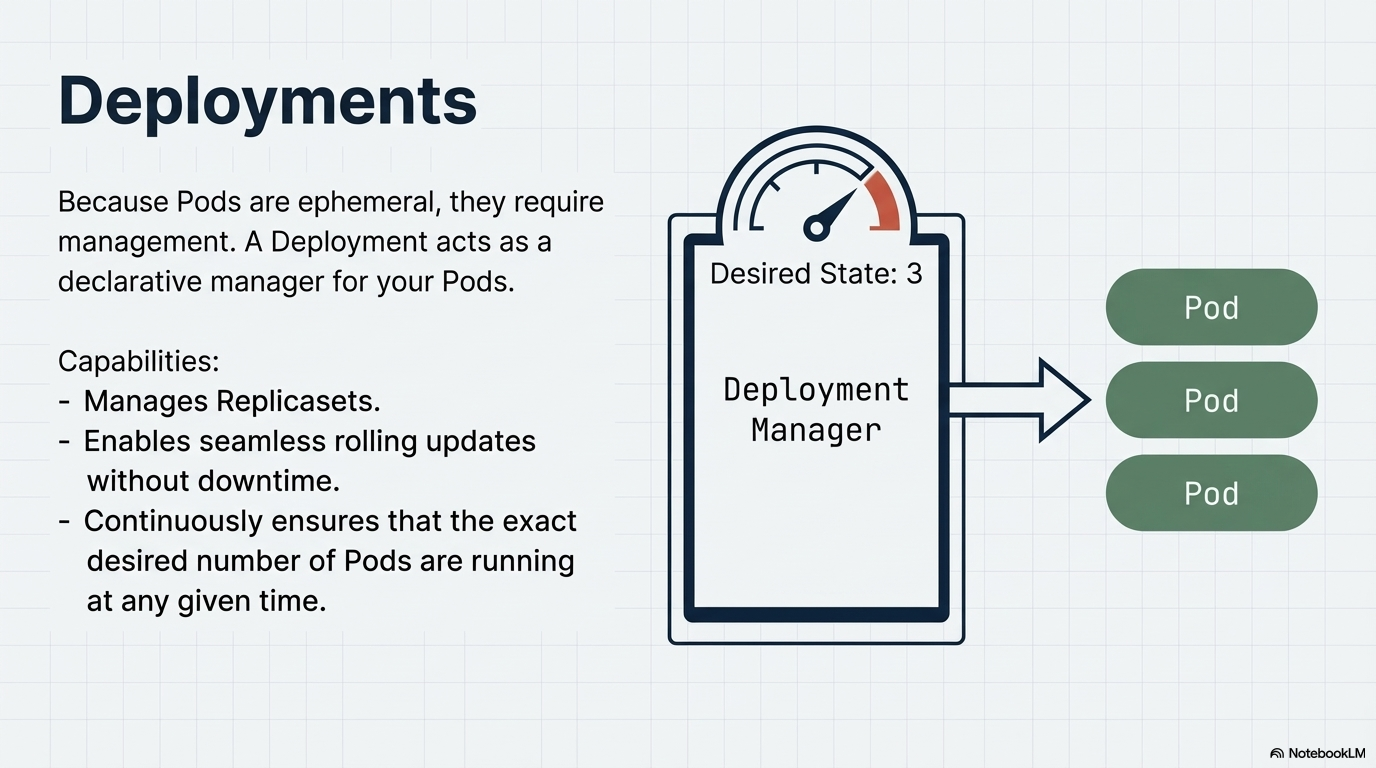 Deployments
Because Pods are ephemeral, they require
management. A Deployment acts as a
declarative manager for your Pods.
Capabilities:
- Manages Replicasets.
- Enables seamless rolling updates
without downtime.
- Continuously ensures that the exact
desired number of Pods are running
at any given time.
Desired State: 3
Deployment
Manager
Pod
Pod
Pod
NotebookLM